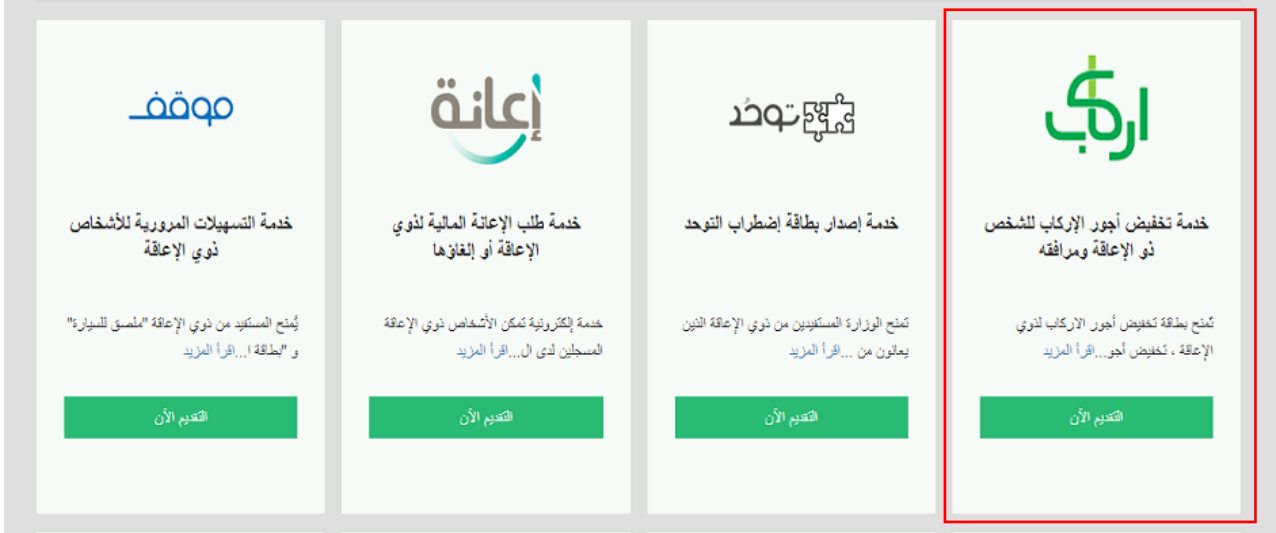 اركاب
خدمة تخفيض أجور الإركاب للشخص
ذو الإعاقة ومرافقه
تُمنح بطاقة تخفيض أجور الاركاب لذوي
الإعاقة ، تخفيض أجو...اقرأ المزيد
التقديم الآن
توحُد
خدمة إصدار بطاقة إضطراب التوحد
تمنح الوزارة المستفيدين من ذوي الإعاقة الذين
يعانون من ...اقرأ المزيد
التقديم الآن
إعانة
خدمة طلب الإعانة المالية لذوي
الإعاقة أو إلغاؤها
خدمة إلكترونية تمكن الأشخاص ذوي الإعاقة
المسجلين لدى ال...اقرأ المزيد
التقديم الآن
موقف
خدمة التسهيلات المرورية للأشخاص
ذوي الإعاقة
يُمنح المستفيد من ذوي الإعاقة "ملصق للسيارة"
و "بطاقة ا...اقرأ المزيد
التقديم الآن